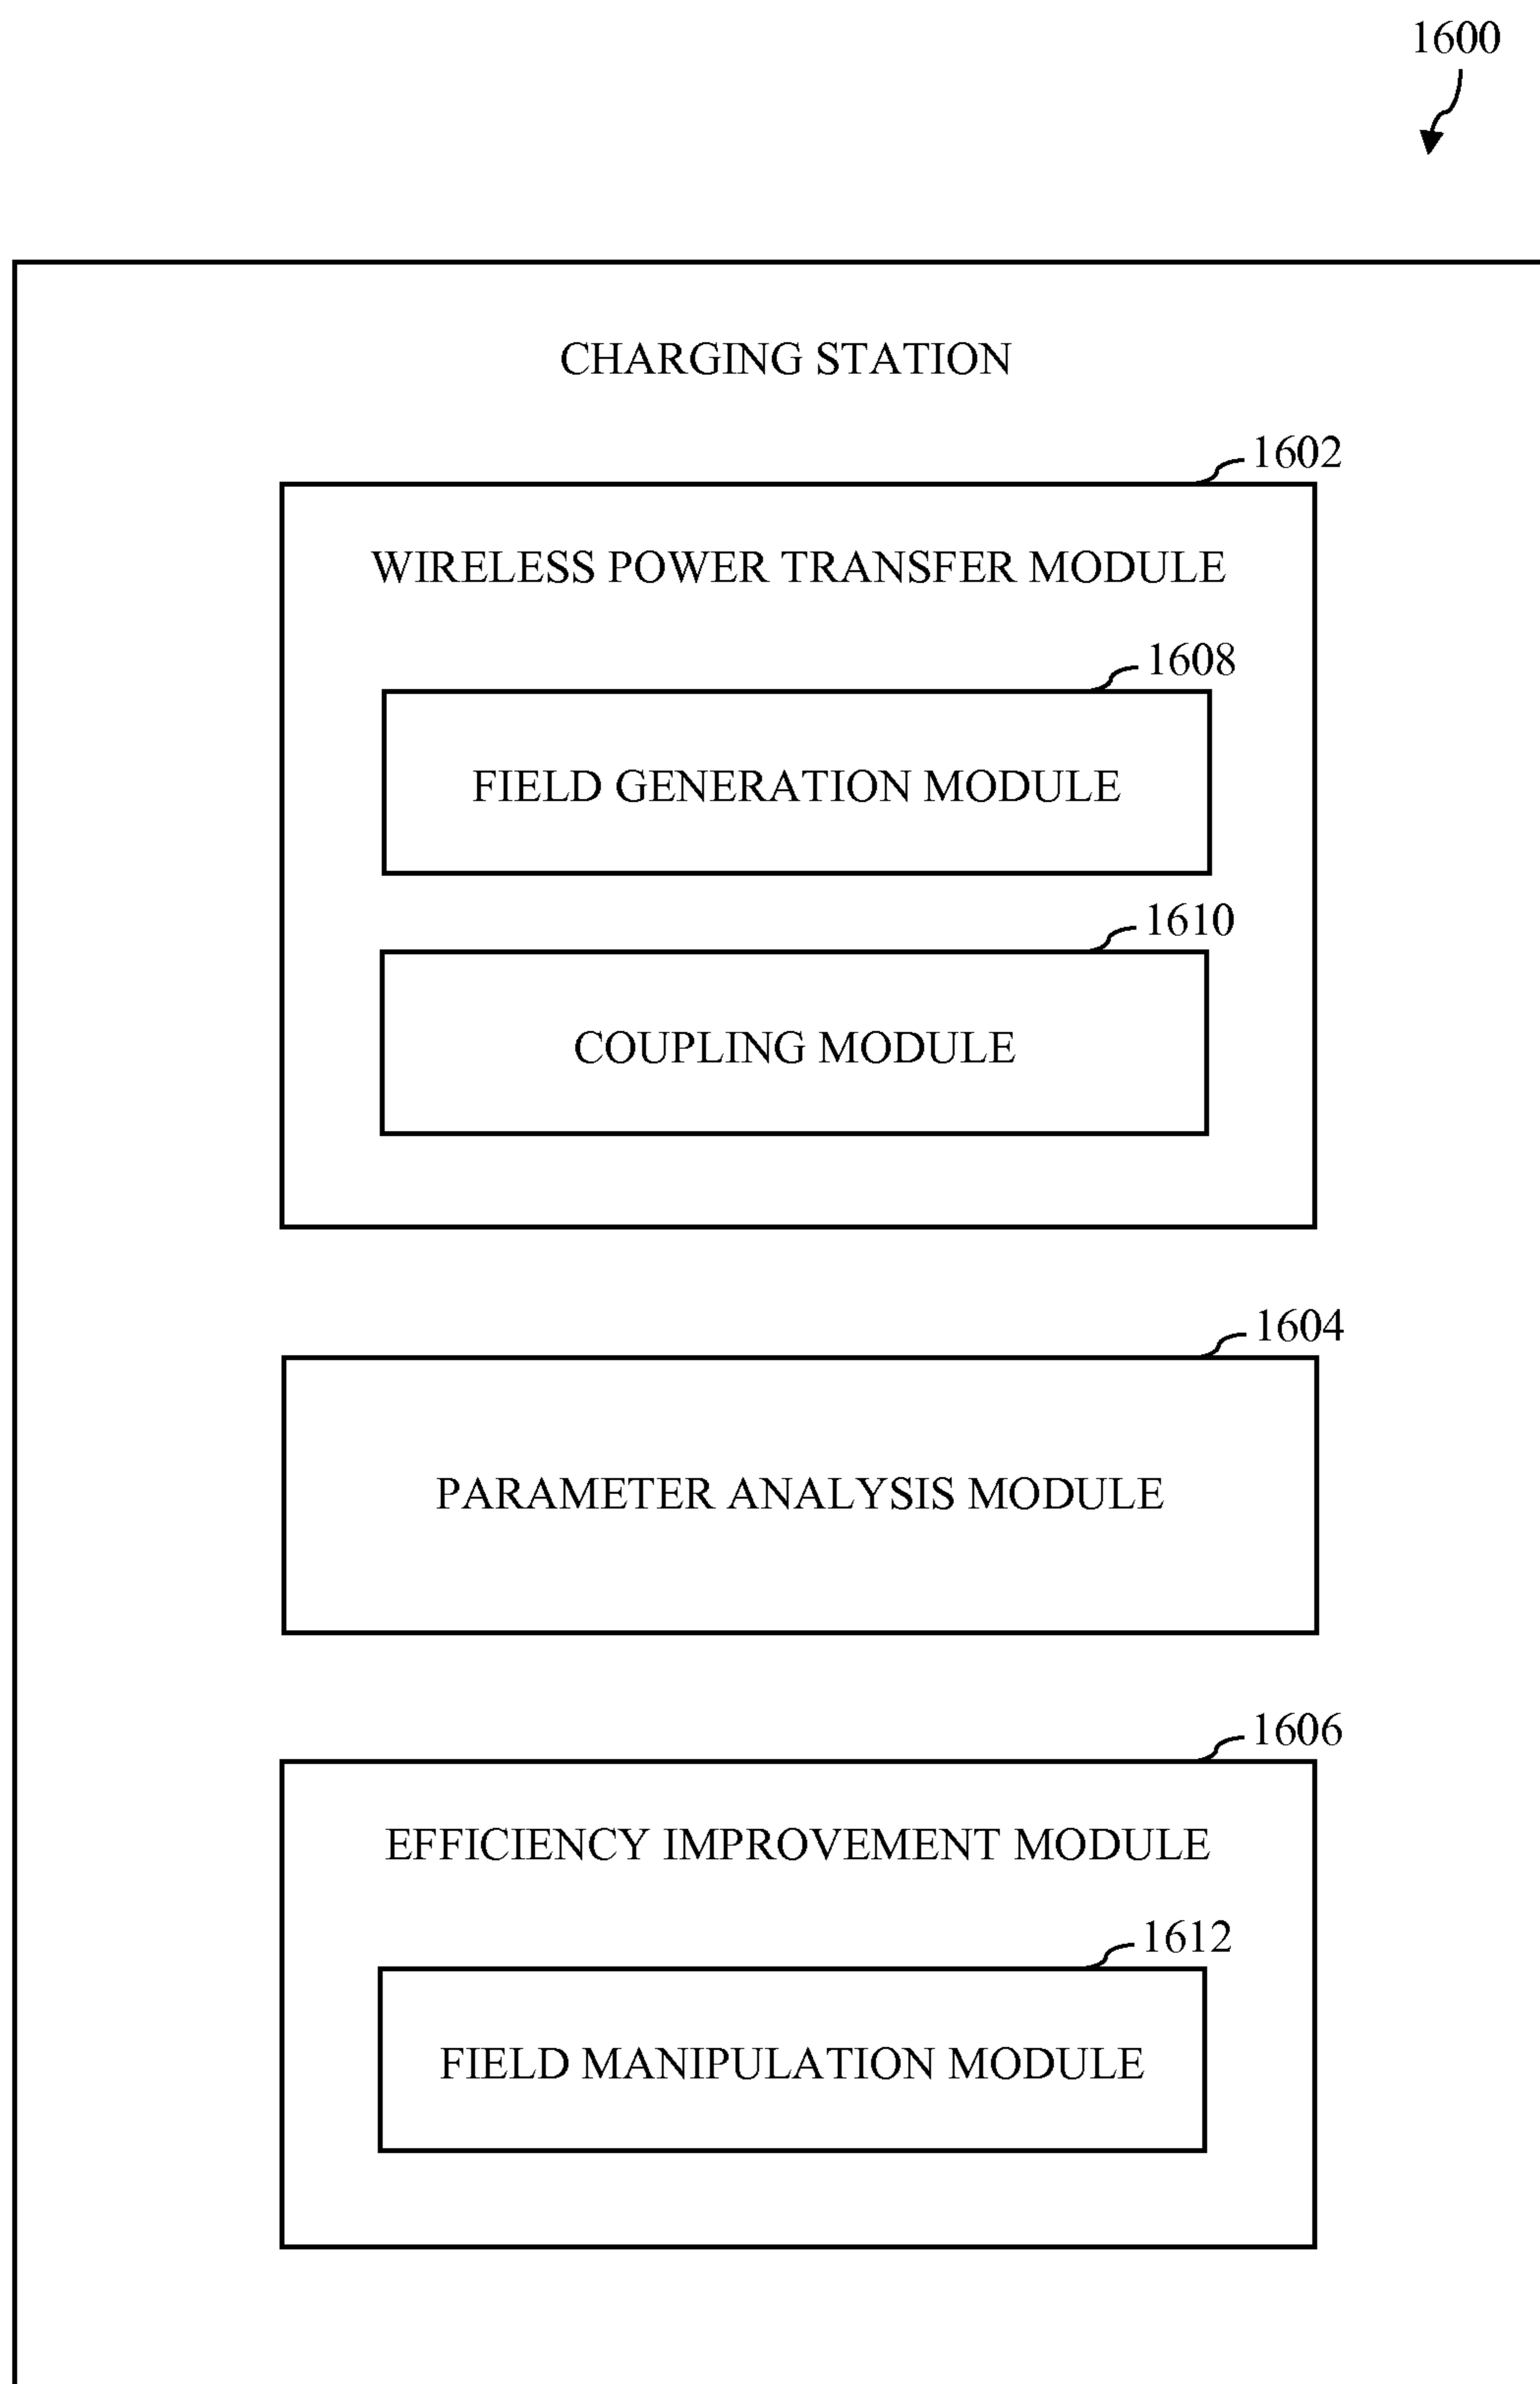 1600
CHARGING STATION
1602
WIRELESS POWER TRANSFER MODULE
1608
FIELD GENERATION MODULE
1610
COUPLING MODULE
1604
PARAMETER ANALYSIS MODULE
1606
EFFICIENCY IMPROVEMENT MODULE
1612
FIELD MANIPULATION MODULE